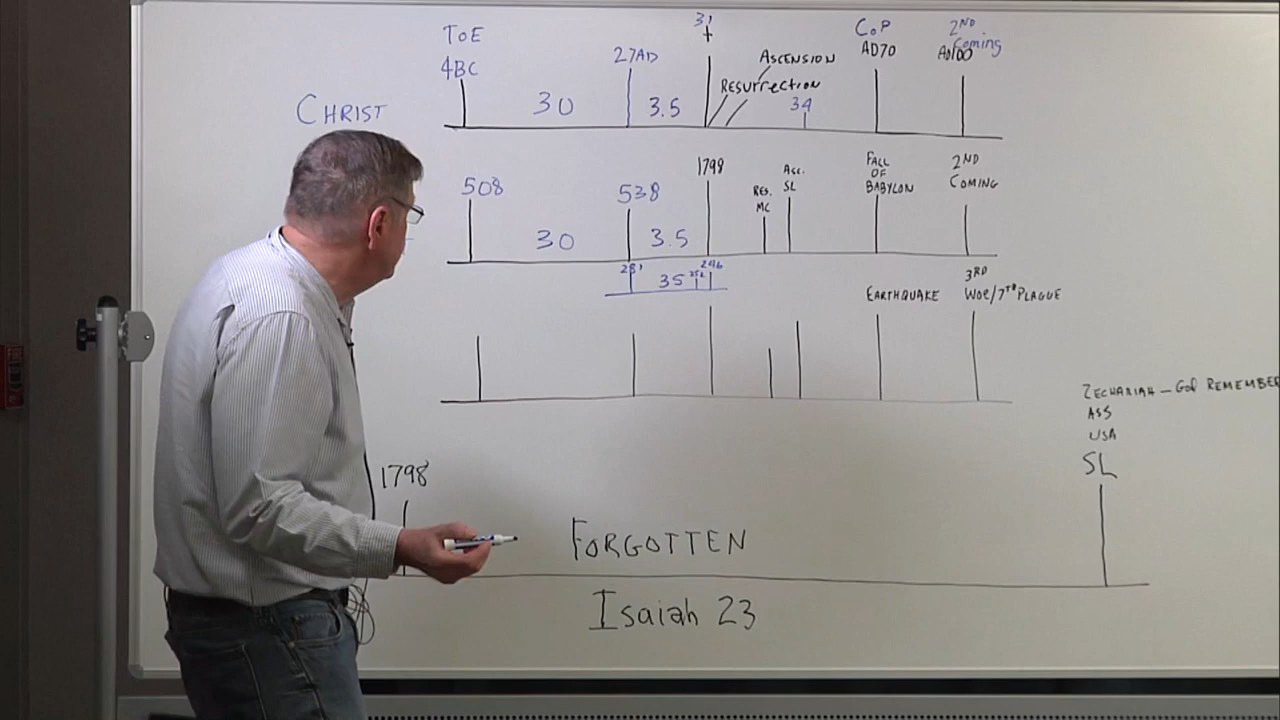 ToE
4BC
27AD
31
†
Ascension
Resurrection
CoP
AD70
2ND
Coming
AD100
Christ
30
3.5
34
508
538
1798
Res.
MC
Asc.
SL
Fall
of
Babylon
2ND
Coming
30
3.5
35
246
Earthquake
3RD
Woe/7TH Plague
Zechariah - God Remember
Ass
USA
SL
1798
Forgotten
Isaiah 23